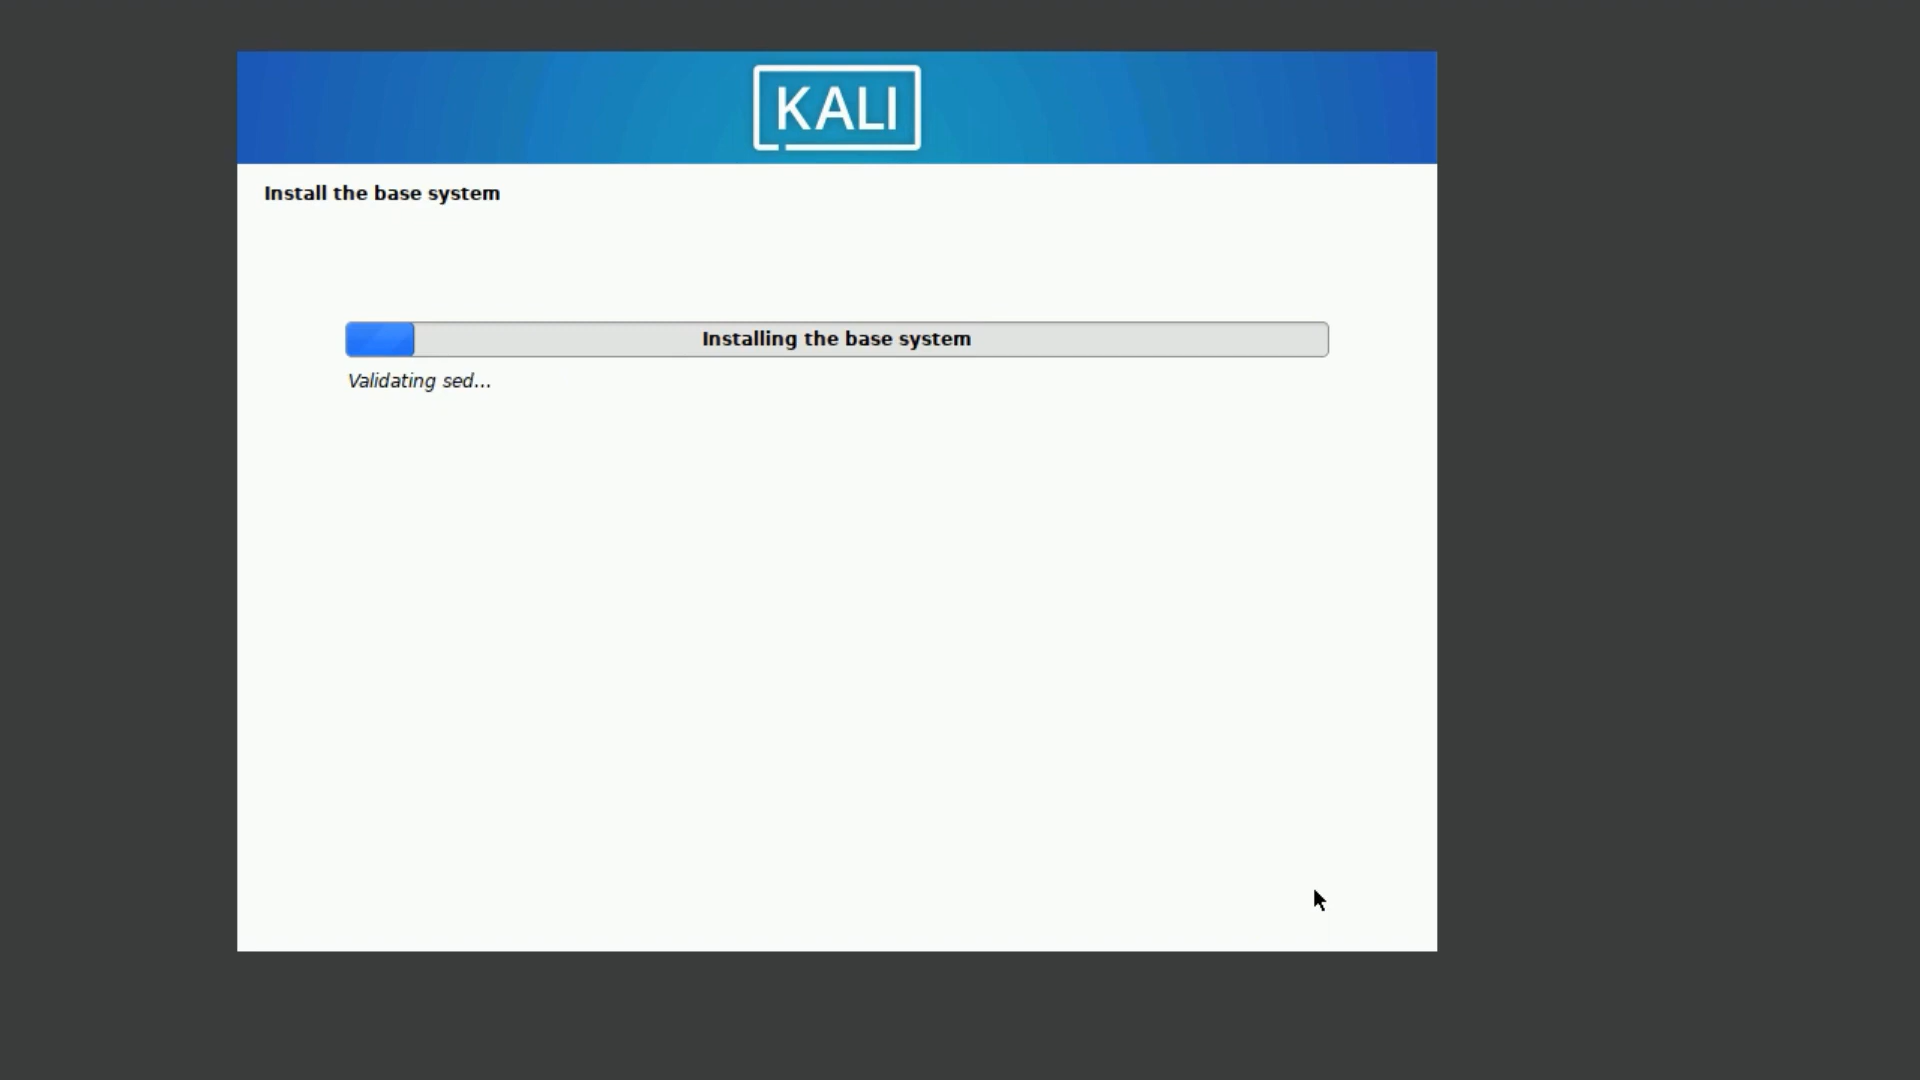 KALI
Install the base system
Installing the base system
Validating sed...